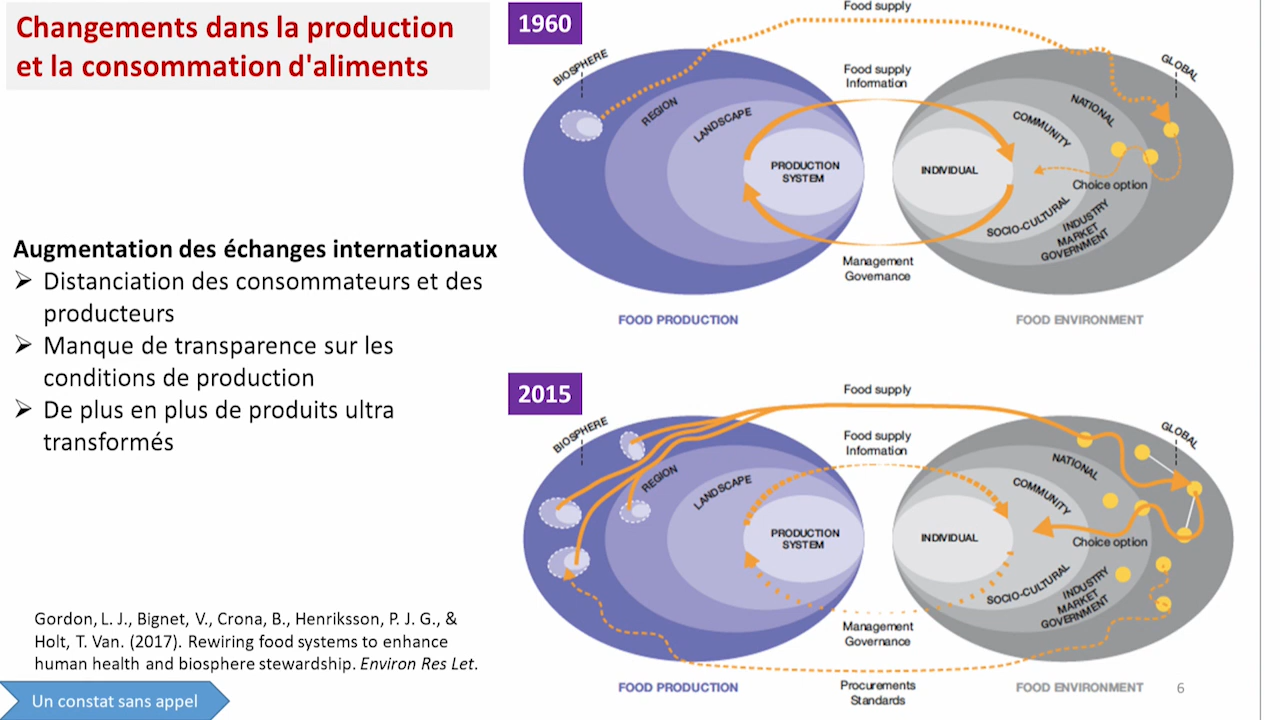 Changements dans la production
et la consommation d'aliments
Augmentation des échanges internationaux
➢ Distanciation des consommateurs et des
producteurs
➢ Manque de transparence sur les
conditions de production
➢ De plus en plus de produits ultra
transformés
Gordon, L. J., Bignet, V., Crona, B., Henriksson, P. J. G., &
Holt, T. Van. (2017). Rewiring food systems to enhance
human health and biosphere stewardship. Environ Res Let.
Un constat sans appel
1960
Food supply
BIOSPHERE
REGION
LANDSCAPE
PRODUCTION
SYSTEM
Food supply
Information
INDIVIDUAL
COMMUNITY
NATIONAL
GLOBAL
Choice option
SOCIO-CULTURAL
INDUSTRY
MARKET
GOVERNMENT
Management
Governance
FOOD PRODUCTION
FOOD ENVIRONMENT
2015
Food supply
BIOSPHERE
REGION
LANDSCAPE
PRODUCTION
SYSTEM
Food supply
Information
INDIVIDUAL
COMMUNITY
NATIONAL
GLOBAL
Choice option
SOCIO-CULTURAL
INDUSTRY
MARKET
GOVERNMENT
Management
Governance
FOOD PRODUCTION
Procurements
Standards
FOOD ENVIRONMENT
6